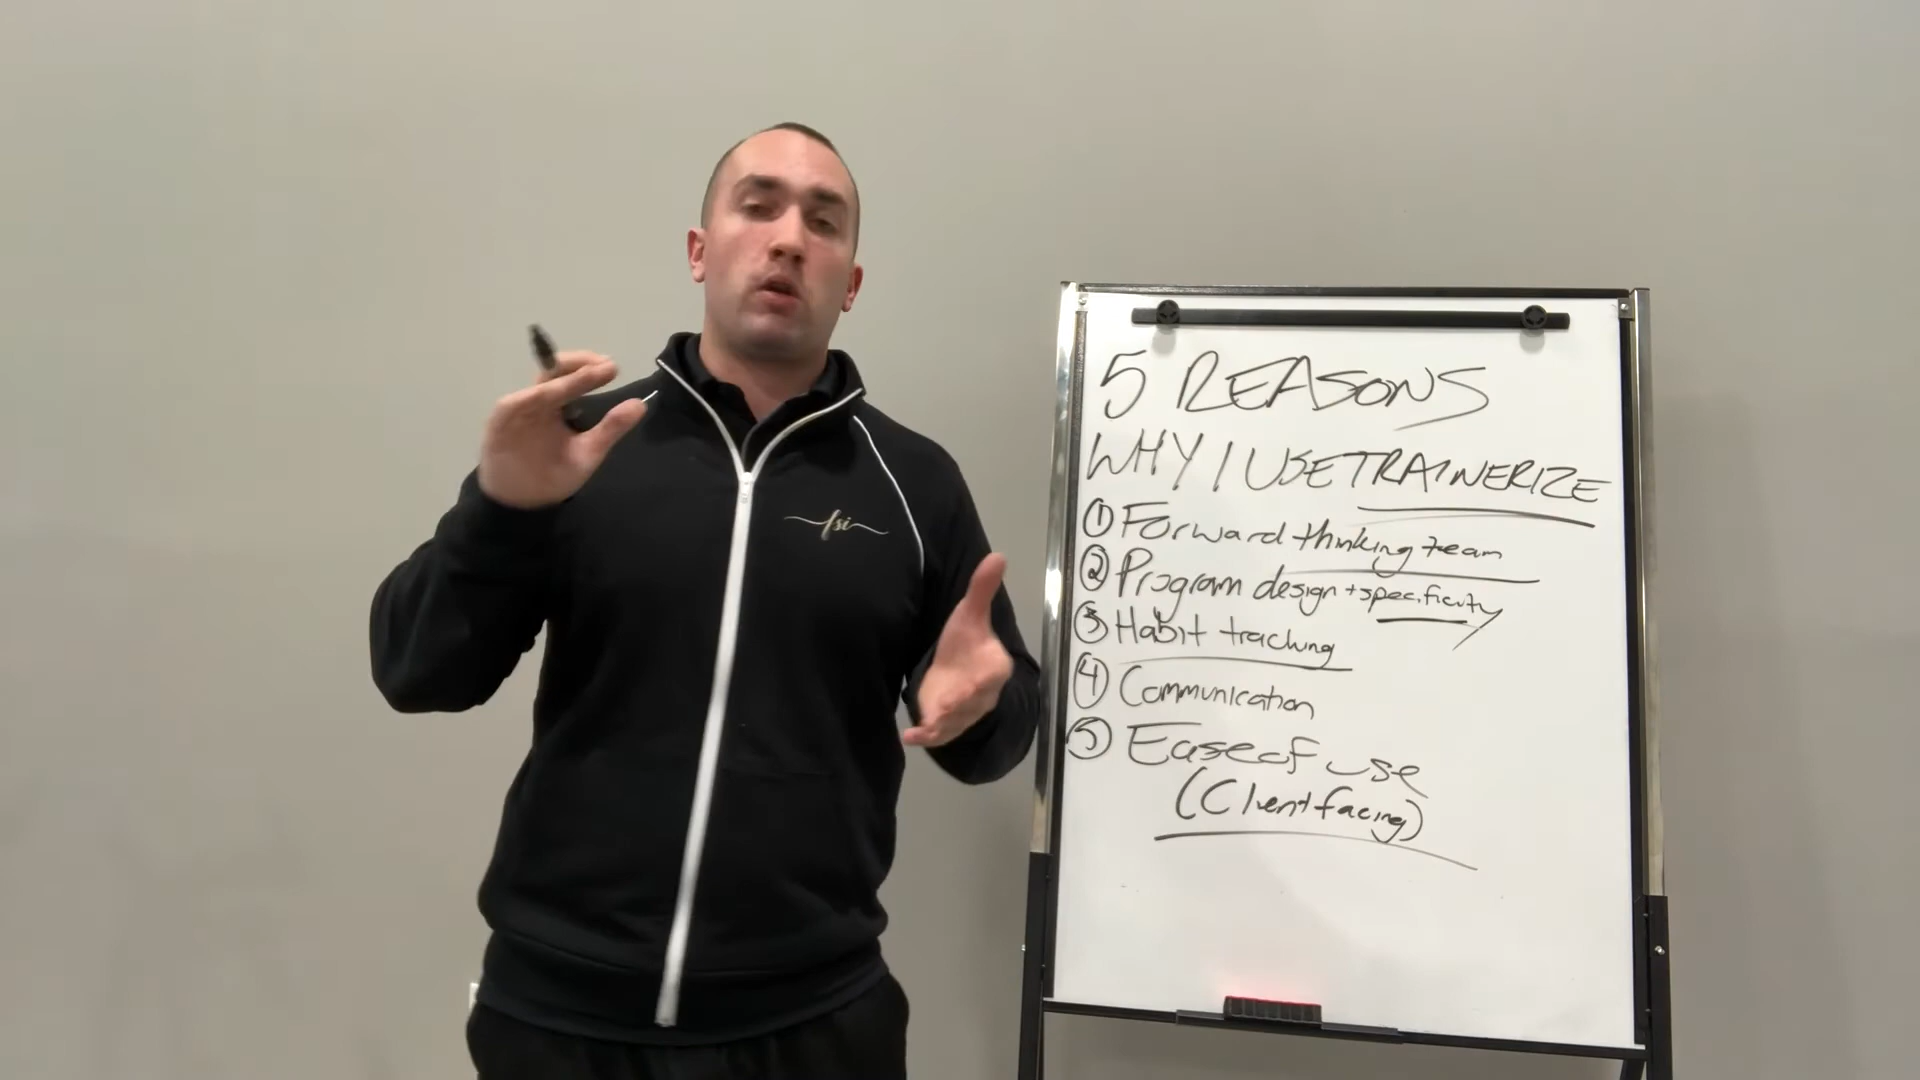 fsi
5 REASONS
WHY I USE TRAINERIZE
① Forward thinking team
② Program design + specificity
③ Habit tracking
④ Communication
⑤ Ease of use
(Client facing)